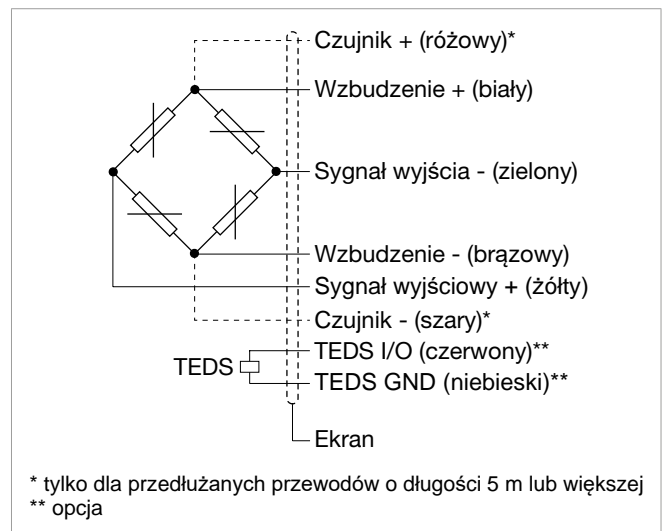 Czujnik + (różowy)*
Wzbudzenie + (biały)
Sygnał wyjścia - (zielony)
Wzbudzenie - (brązowy)
Sygnał wyjściowy + (żółty)
Czujnik - (szary)*
TEDS I/O (czerwony)**
TEDS
TEDS GND (niebieski)**
Ekran
* tylko dla przedłużanych przewodów o długości 5 m lub większej
** opcja